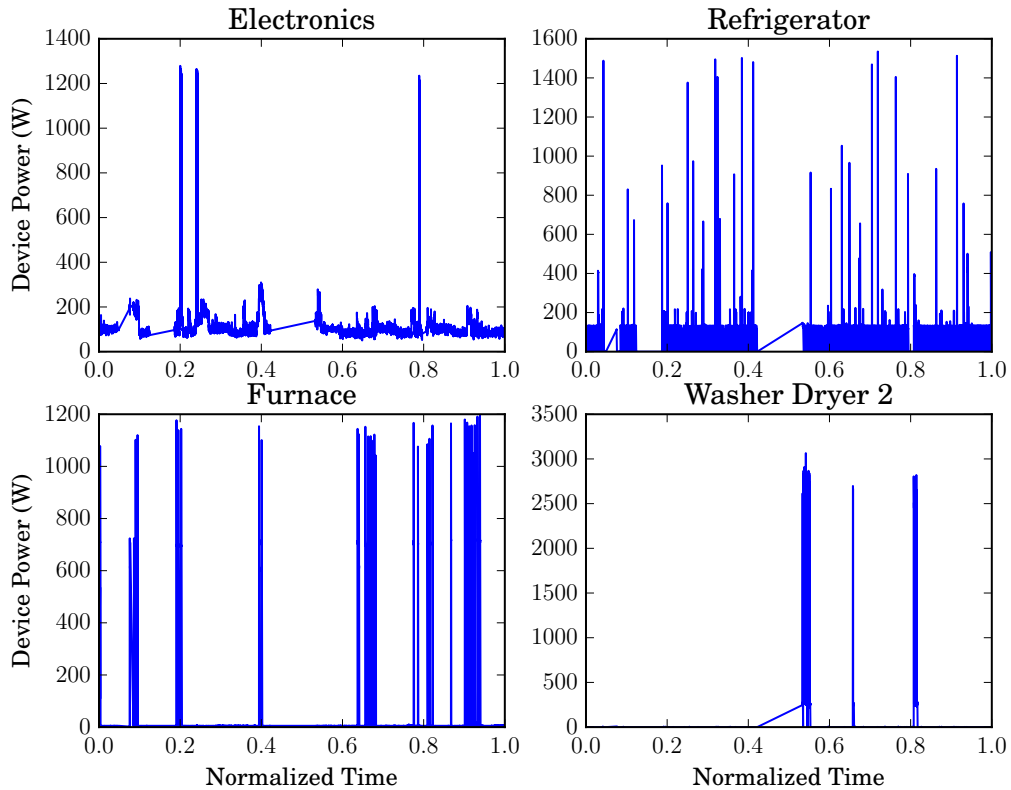 Electronics
Refrigerator
1400
1200
1000
800
600
400
200
0
Device Power (W)
0.0 0.2 0.4 0.6 0.8 1.0
1600
1400
1200
1000
800
600
400
200
0
0.0 0.2 0.4 0.6 0.8 1.0
Furnace
Washer Dryer 2
1200
1000
800
600
400
200
0
Device Power (W)
0.0 0.2 0.4 0.6 0.8 1.0
Normalized Time
3500
3000
2500
2000
1500
1000
500
0
0.0 0.2 0.4 0.6 0.8 1.0
Normalized Time